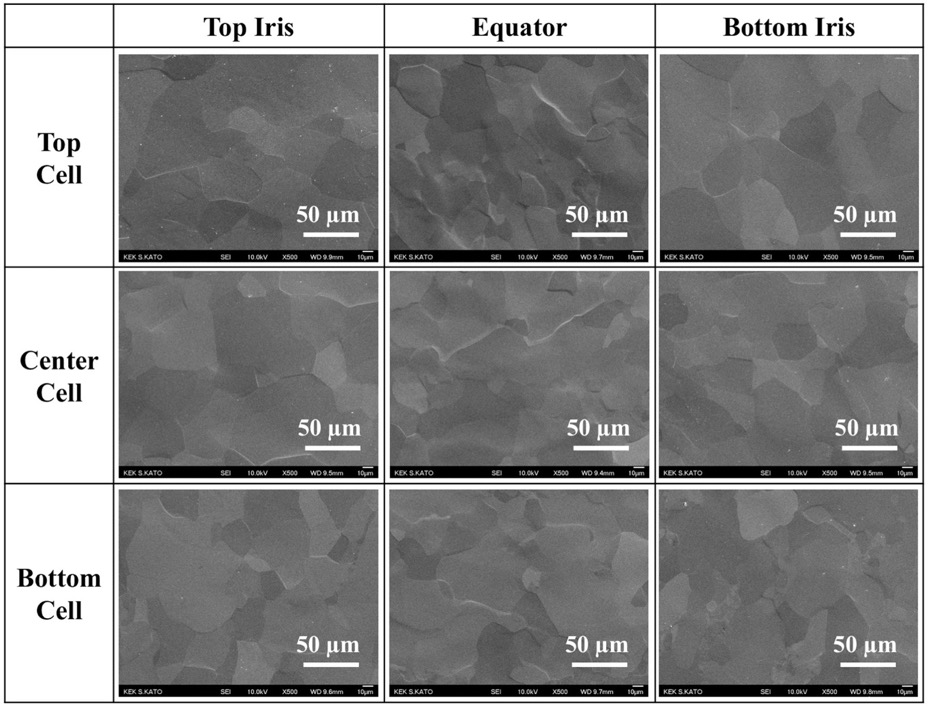 Top Iris Equator Bottom Iris
Top
Cell
50 µm 50 µm 50 µm
KEK S.KATO SEI 10.0kV X500 WD 9.9mm 10µm KEK S.KATO SEI 10.0kV X500 WD 9.7mm 10µm KEK S.KATO SEI 10.0kV X500 WD 9.5mm 10µm
Center
Cell
50 µm 50 µm 50 µm
KEK S.KATO SEI 10.0kV X500 WD 9.5mm 10µm KEK S.KATO SEI 10.0kV X500 WD 9.4mm 10µm KEK S.KATO SEI 10.0kV X500 WD 9.5mm 10µm
Bottom
Cell
50 µm 50 µm 50 µm
KEK S.KATO SEI 10.0kV X500 WD 9.6mm 10µm KEK S.KATO SEI 10.0kV X500 WD 9.7mm 10µm KEK S.KATO SEI 10.0kV X500 WD 9.8mm 10µm